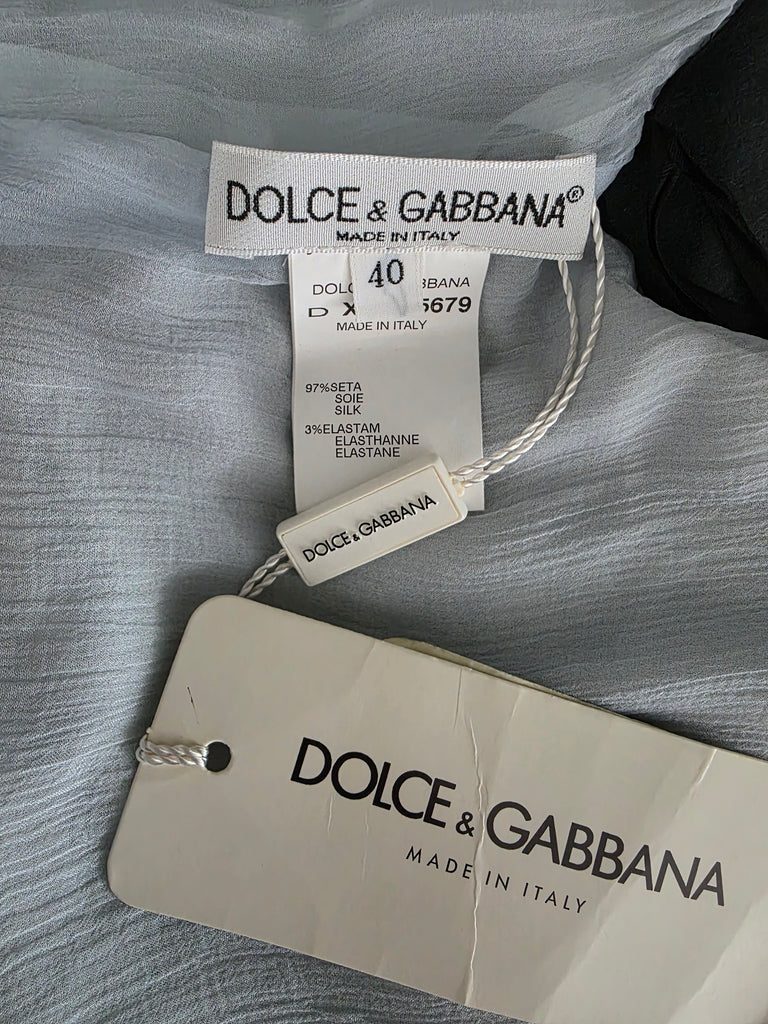 DOLCE & GABBANA®
MADE IN ITALY
40
DOLC BBANA
D X 5679
MADE IN ITALY
97%SETA
SOIE
SILK
3%ELASTAM
ELASTHANNE
ELASTANE
DOLCE & GABBANA
DOLCE & GABBANA
MADE IN ITALY